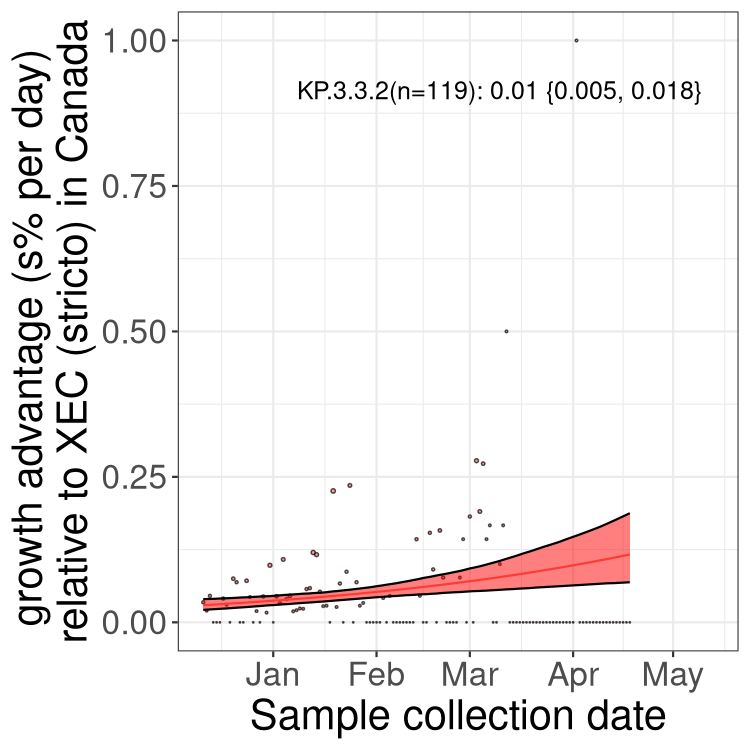 growth advantage (s% per day)
relative to XEC (stricto) in Canada
1.00
0.75
0.50
0.25
0.00
KP.3.3.2(n=119): 0.01 {0.005, 0.018}
Jan Feb Mar Apr May
Sample collection date